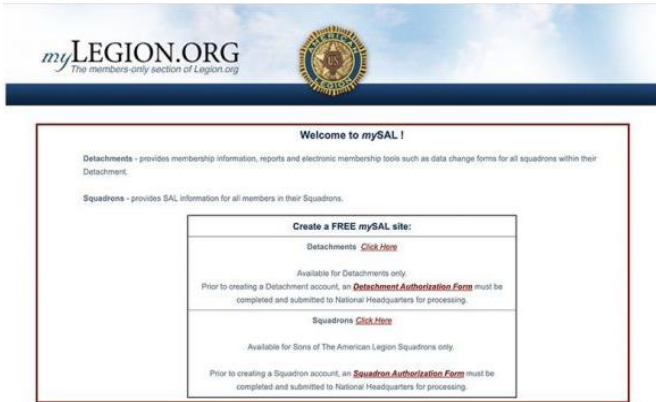 myLEGION.ORG
The members-only section of Legion.org
AMERICAN
US
LEGION
Welcome to mySAL !
Detachments - provides membership information, reports and electronic membership tools such as data change forms for all squadrons within their
Detachment.
Squadrons - provides SAL information for all members in their Squadrons.
Create a FREE mySAL site:
Detachments Click Here
Available for Detachments only.
Prior to creating a Detachment account, an Detachment Authorization Form must be
completed and submitted to National Headquarters for processing.
Squadrons Click Here
Available for Sons of The American Legion Squadrons only.
Prior to creating a Squadron account, an Squadron Authorization Form must be
completed and submitted to National Headquarters for processing.